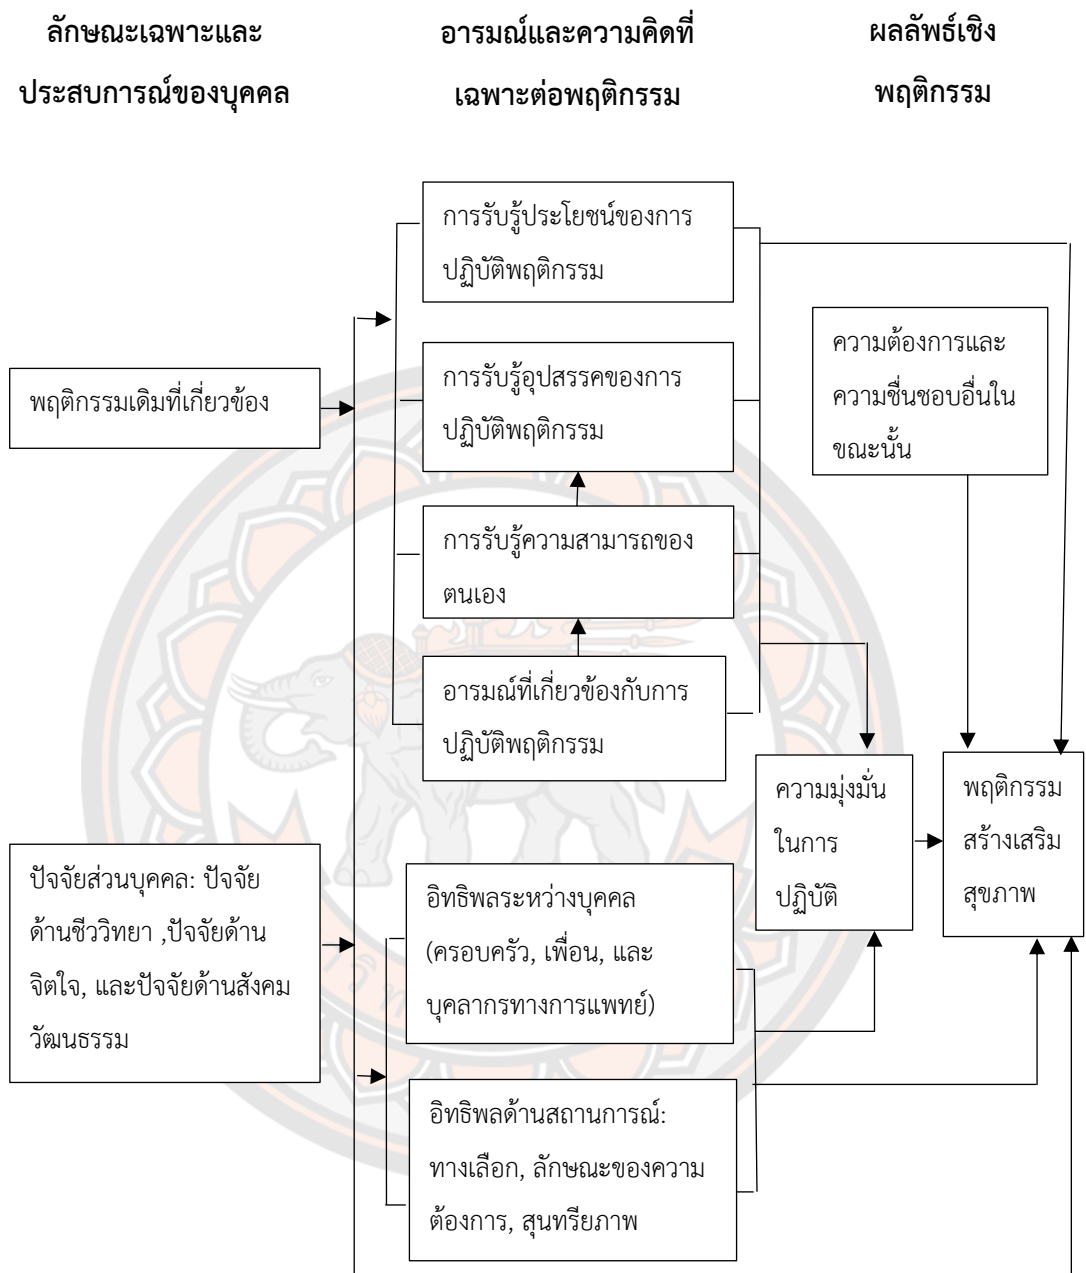 ลักษณะเฉพาะและ
ประสบการณ์ของบุคคล
อารมณ์และความคิดที่
เฉพาะต่อพฤติกรรม
ผลลัพธ์เชิง
พฤติกรรม
การรับรู้ประโยชน์ของการ
ปฏิบัติพฤติกรรม
ความต้องการและ
ความชื่นชอบอื่นใน
ขณะนั้น
พฤติกรรมเดิมที่เกี่ยวข้อง
การรับรู้อุปสรรคของการ
ปฏิบัติพฤติกรรม
การรับรู้ความสามารถของ
ตนเอง
อารมณ์ที่เกี่ยวข้องกับการ
ปฏิบัติพฤติกรรม
ความมุ่งมั่น
ในการ
ปฏิบัติ
พฤติกรรม
สร้างเสริม
สุขภาพ
ปัจจัยส่วนบุคคล: ปัจจัย
ด้านชีววิทยา ,ปัจจัยด้าน
จิตใจ, และปัจจัยด้านสังคม
วัฒนธรรม
อิทธิพลระหว่างบุคคล
(ครอบครัว, เพื่อน, และ
บุคลากรทางการแพทย์)
อิทธิพลด้านสถานการณ์:
ทางเลือก, ลักษณะของความ
ต้องการ, สุนทรียภาพ